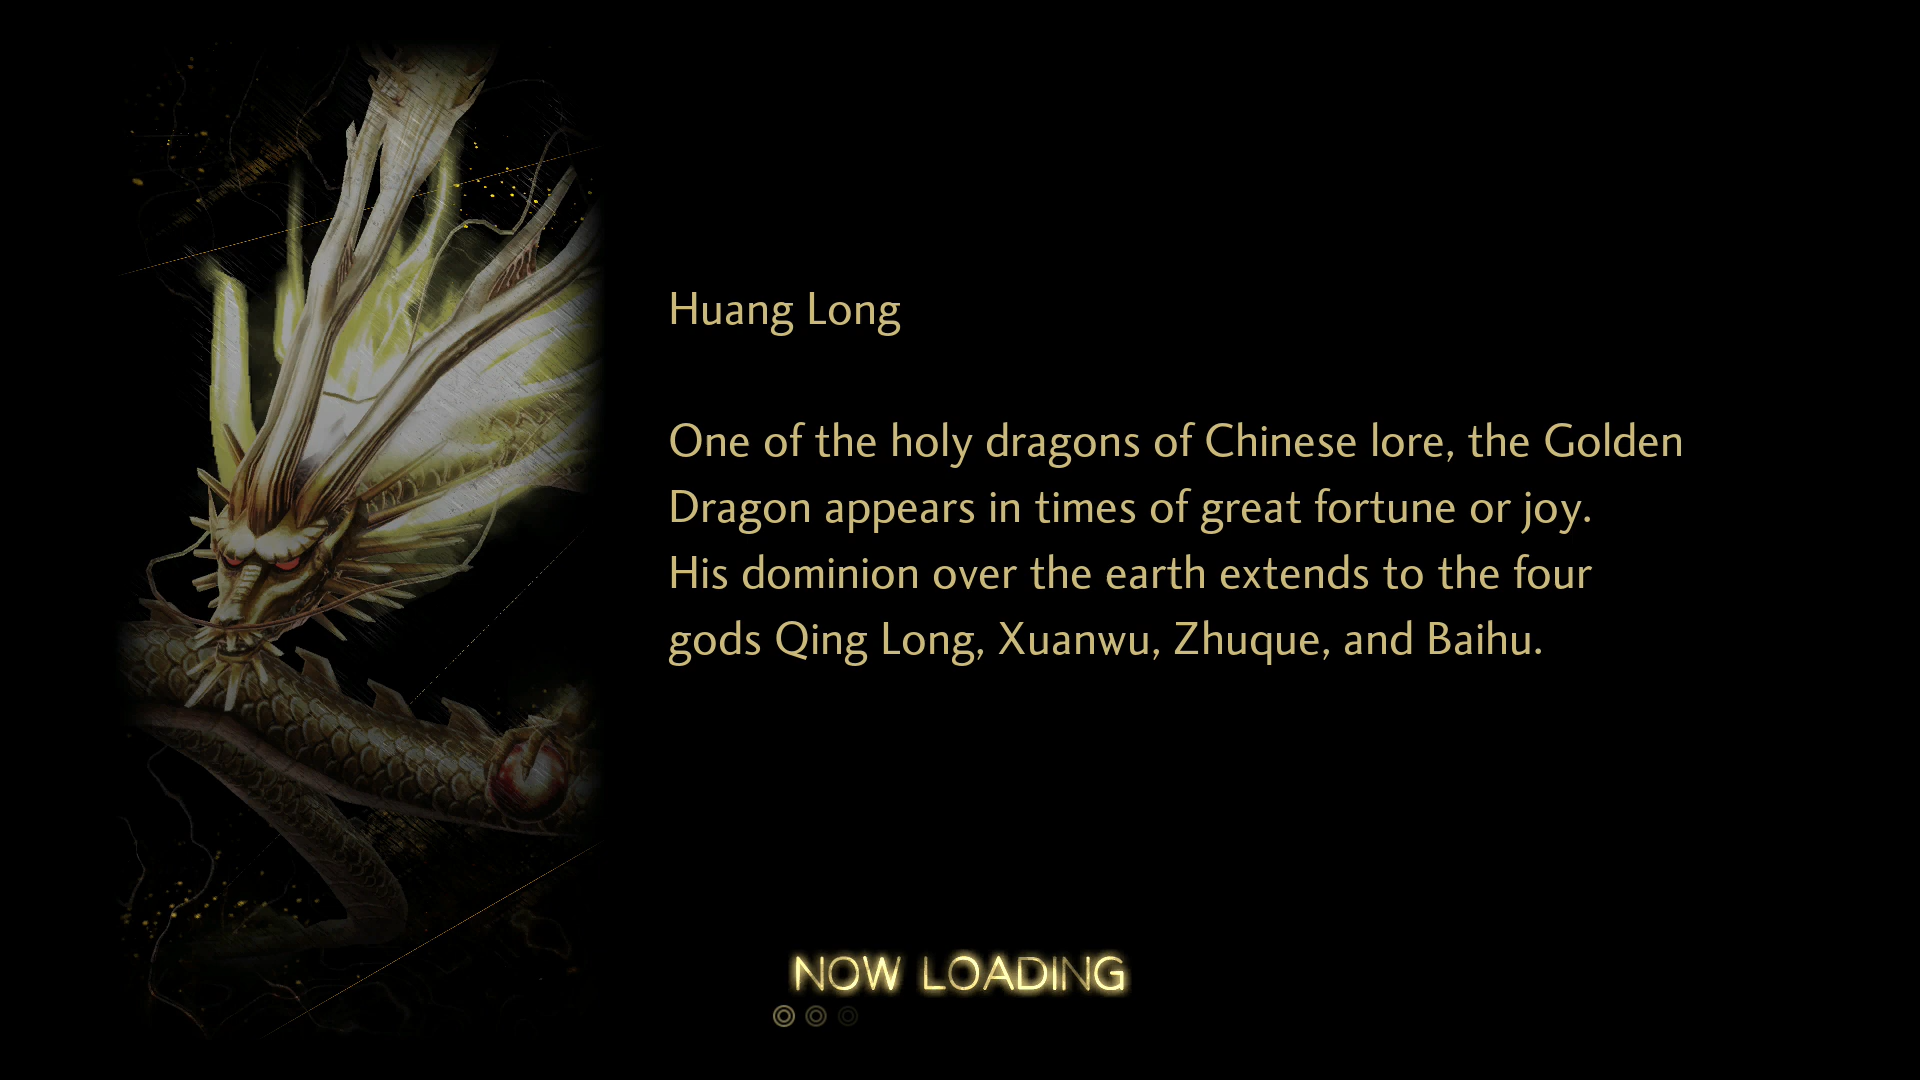 Huang Long
One of the holy dragons of Chinese lore, the Golden
Dragon appears in times of great fortune or joy.
His dominion over the earth extends to the four
gods Qing Long, Xuanwu, Zhuque, and Baihu.
NOW LOADING